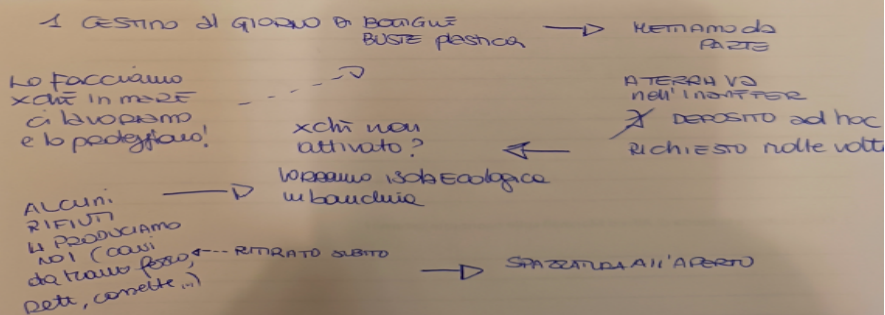 1 CESTINO al GIORNO DI BOTTIGLIE
BUSTE plastica
METTIAMO da
PARTE
Lo FACCIAMO
xchè in MARE
ci lavoriamo
e lo proteggiamo!
A TERRA VA
nell'INDIFFER
DEPOSITO ad hoc
RICHIESTO molte volte
xchè non
attivato?
vorremmo isola Ecologica
in banchina
ALCUNI
RIFIUTI
li PRODUCIAMO
NOI (cavi
da traino pesso,
Reti, cassette,...)
RITIRATO SUBITO
SPAZZATURA All'APERTO